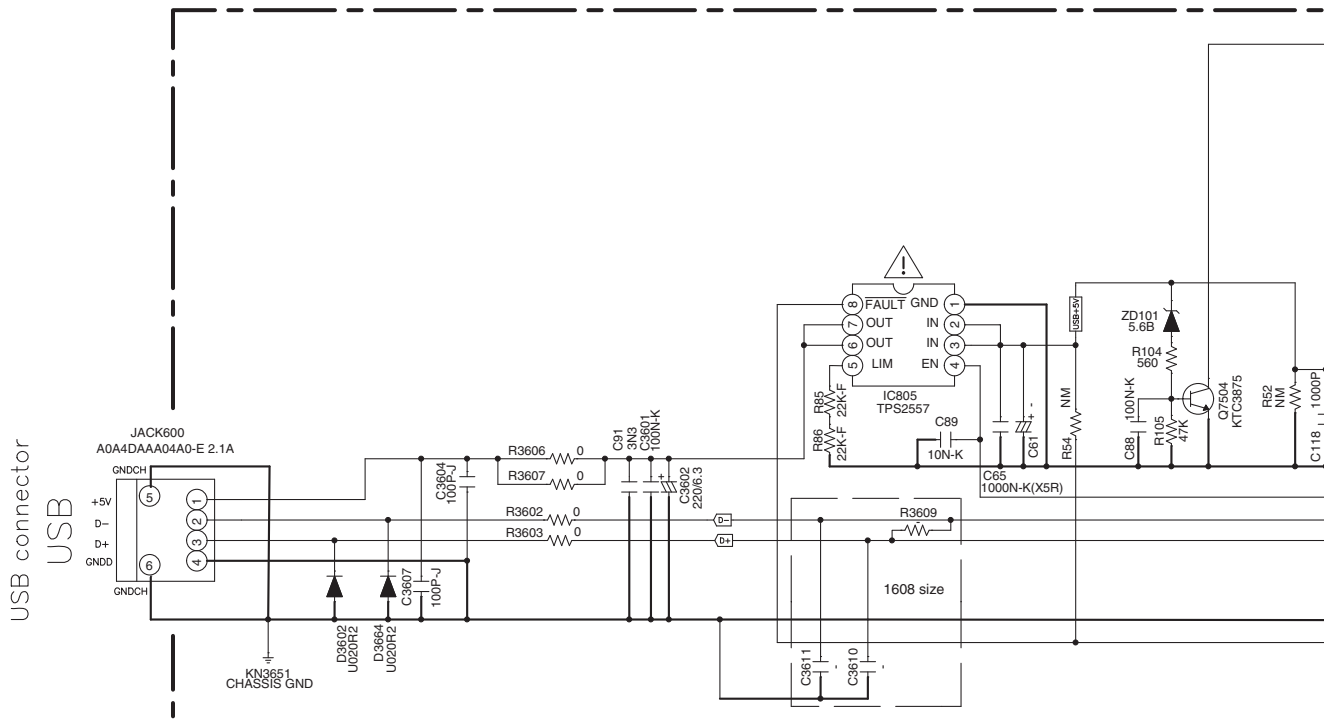 USB connector
USB
JACK600
A0A4DAAA04A0-E 2.1A
GNDCH
+5V
D-
D+
GNDD
GNDCH
5
6
1
2
3
4
KN3651
CHASSIS GND
D3602
U020R2
D3664
U020R2
C3607
100P-J
C3604
100P-J
R3606 0
R3607 0
R3602 0
R3603 0
C91
3N3
C3601
100N-K
+
C3602
220/6.3
D-
D+
8 FAULT GND 1
7 OUT IN 2
6 OUT IN 3
5 LIM EN 4
IC805
TPS2557
R85
22K-F
R86
22K-F
C89
10N-K
C65
1000N-K(X5R)
+
-
C61
R54
NM
USB+5V
ZD101
5.6B
R104
560
C88
100N-K
R105
47K
Q7504
KTC3875
R52
NM
C118
1000P
R3609
1608 size
C3611
C3610